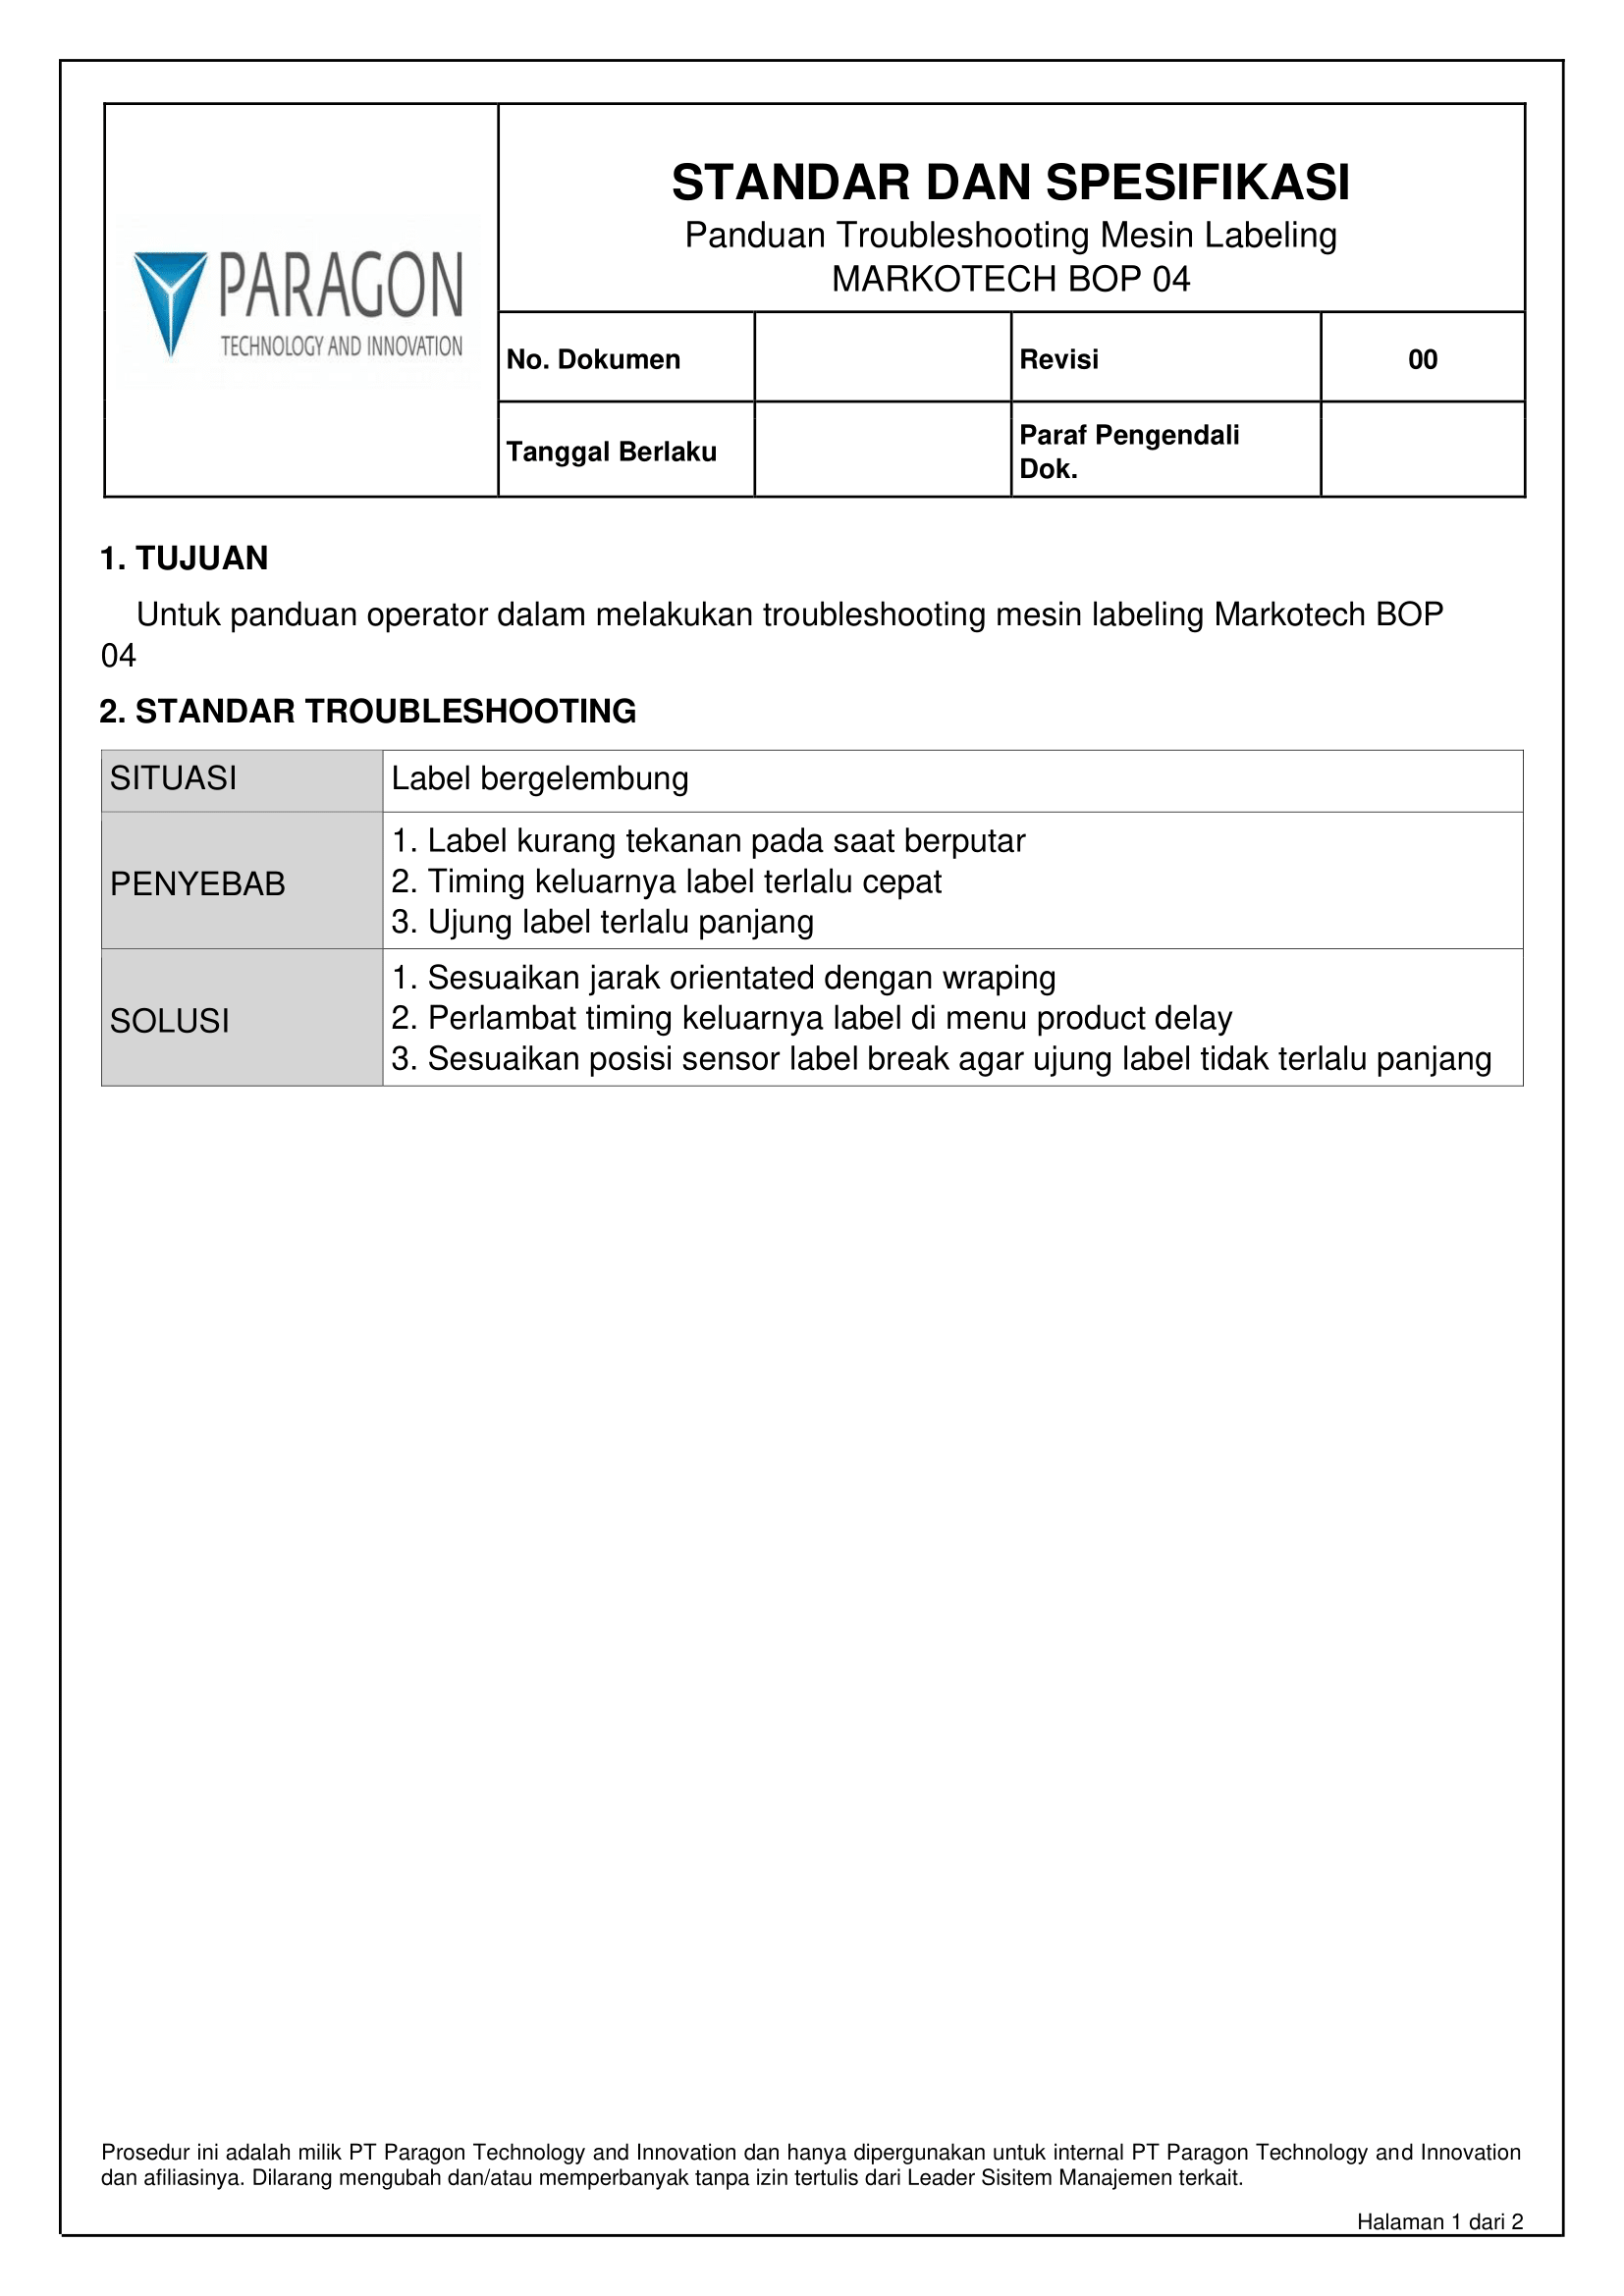 PARAGON
TECHNOLOGY AND INNOVATION
STANDAR DAN SPESIFIKASI
Panduan Troubleshooting Mesin Labeling
MARKOTECH BOP 04
No. Dokumen
Revisi
00
Tanggal Berlaku
Paraf Pengendali
Dok.
1. TUJUAN
Untuk panduan operator dalam melakukan troubleshooting mesin labeling Markotech BOP
04
2. STANDAR TROUBLESHOOTING
SITUASI
Label bergelembung
PENYEBAB
1. Label kurang tekanan pada saat berputar
2. Timing keluarnya label terlalu cepat
3. Ujung label terlalu panjang
SOLUSI
1. Sesuaikan jarak orientated dengan wraping
2. Perlambat timing keluarnya label di menu product delay
3. Sesuaikan posisi sensor label break agar ujung label tidak terlalu panjang
Prosedur ini adalah milik PT Paragon Technology and Innovation dan hanya dipergunakan untuk internal PT Paragon Technology and Innovation
dan afiliasinya. Dilarang mengubah dan/atau memperbanyak tanpa izin tertulis dari Leader Sisitem Manajemen terkait.
Halaman 1 dari 2